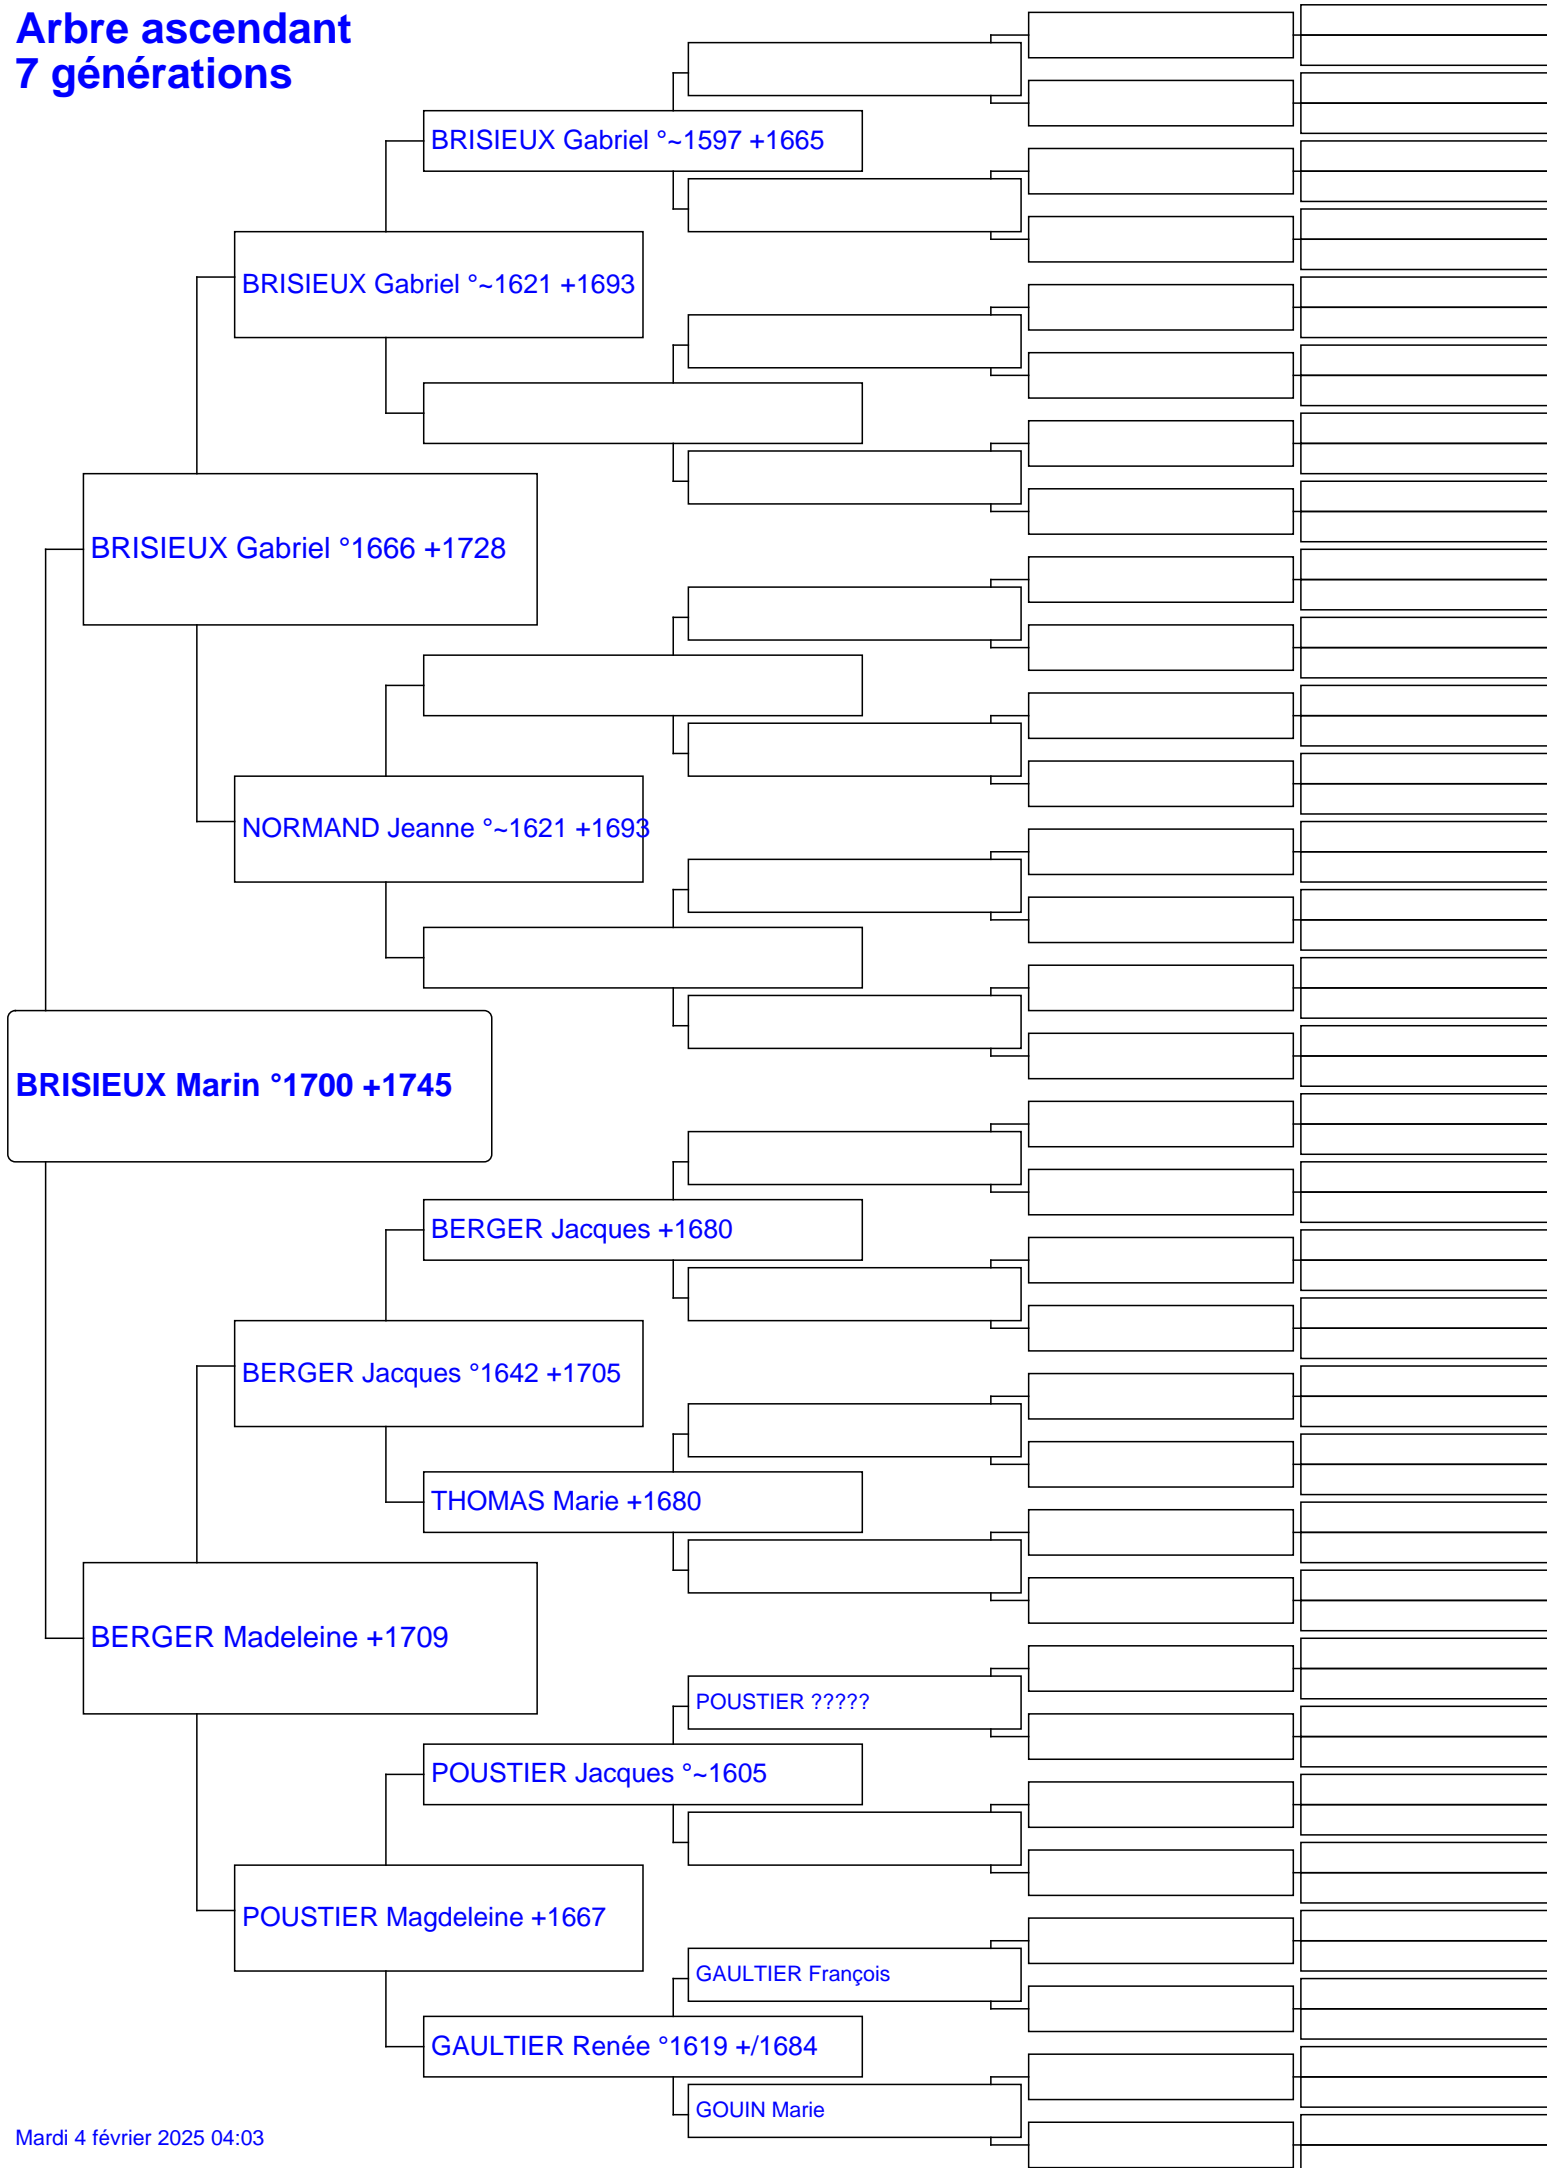 Arbre ascendant
7 générations
BRISIEUX Gabriel °~1597 +1665
BRISIEUX Gabriel °~1621 +1693
BRISIEUX Gabriel °1666 +1728
NORMAND Jeanne °~1621 +1693
BRISIEUX Marin °1700 +1745
BERGER Jacques +1680
BERGER Jacques °1642 +1705
THOMAS Marie +1680
BERGER Madeleine +1709
POUSTIER ?????
POUSTIER Jacques °~1605
POUSTIER Magdeleine +1667
GAULTIER François
GAULTIER Renée °1619 +/1684
GOUIN Marie
Mardi 4 février 2025 04:03